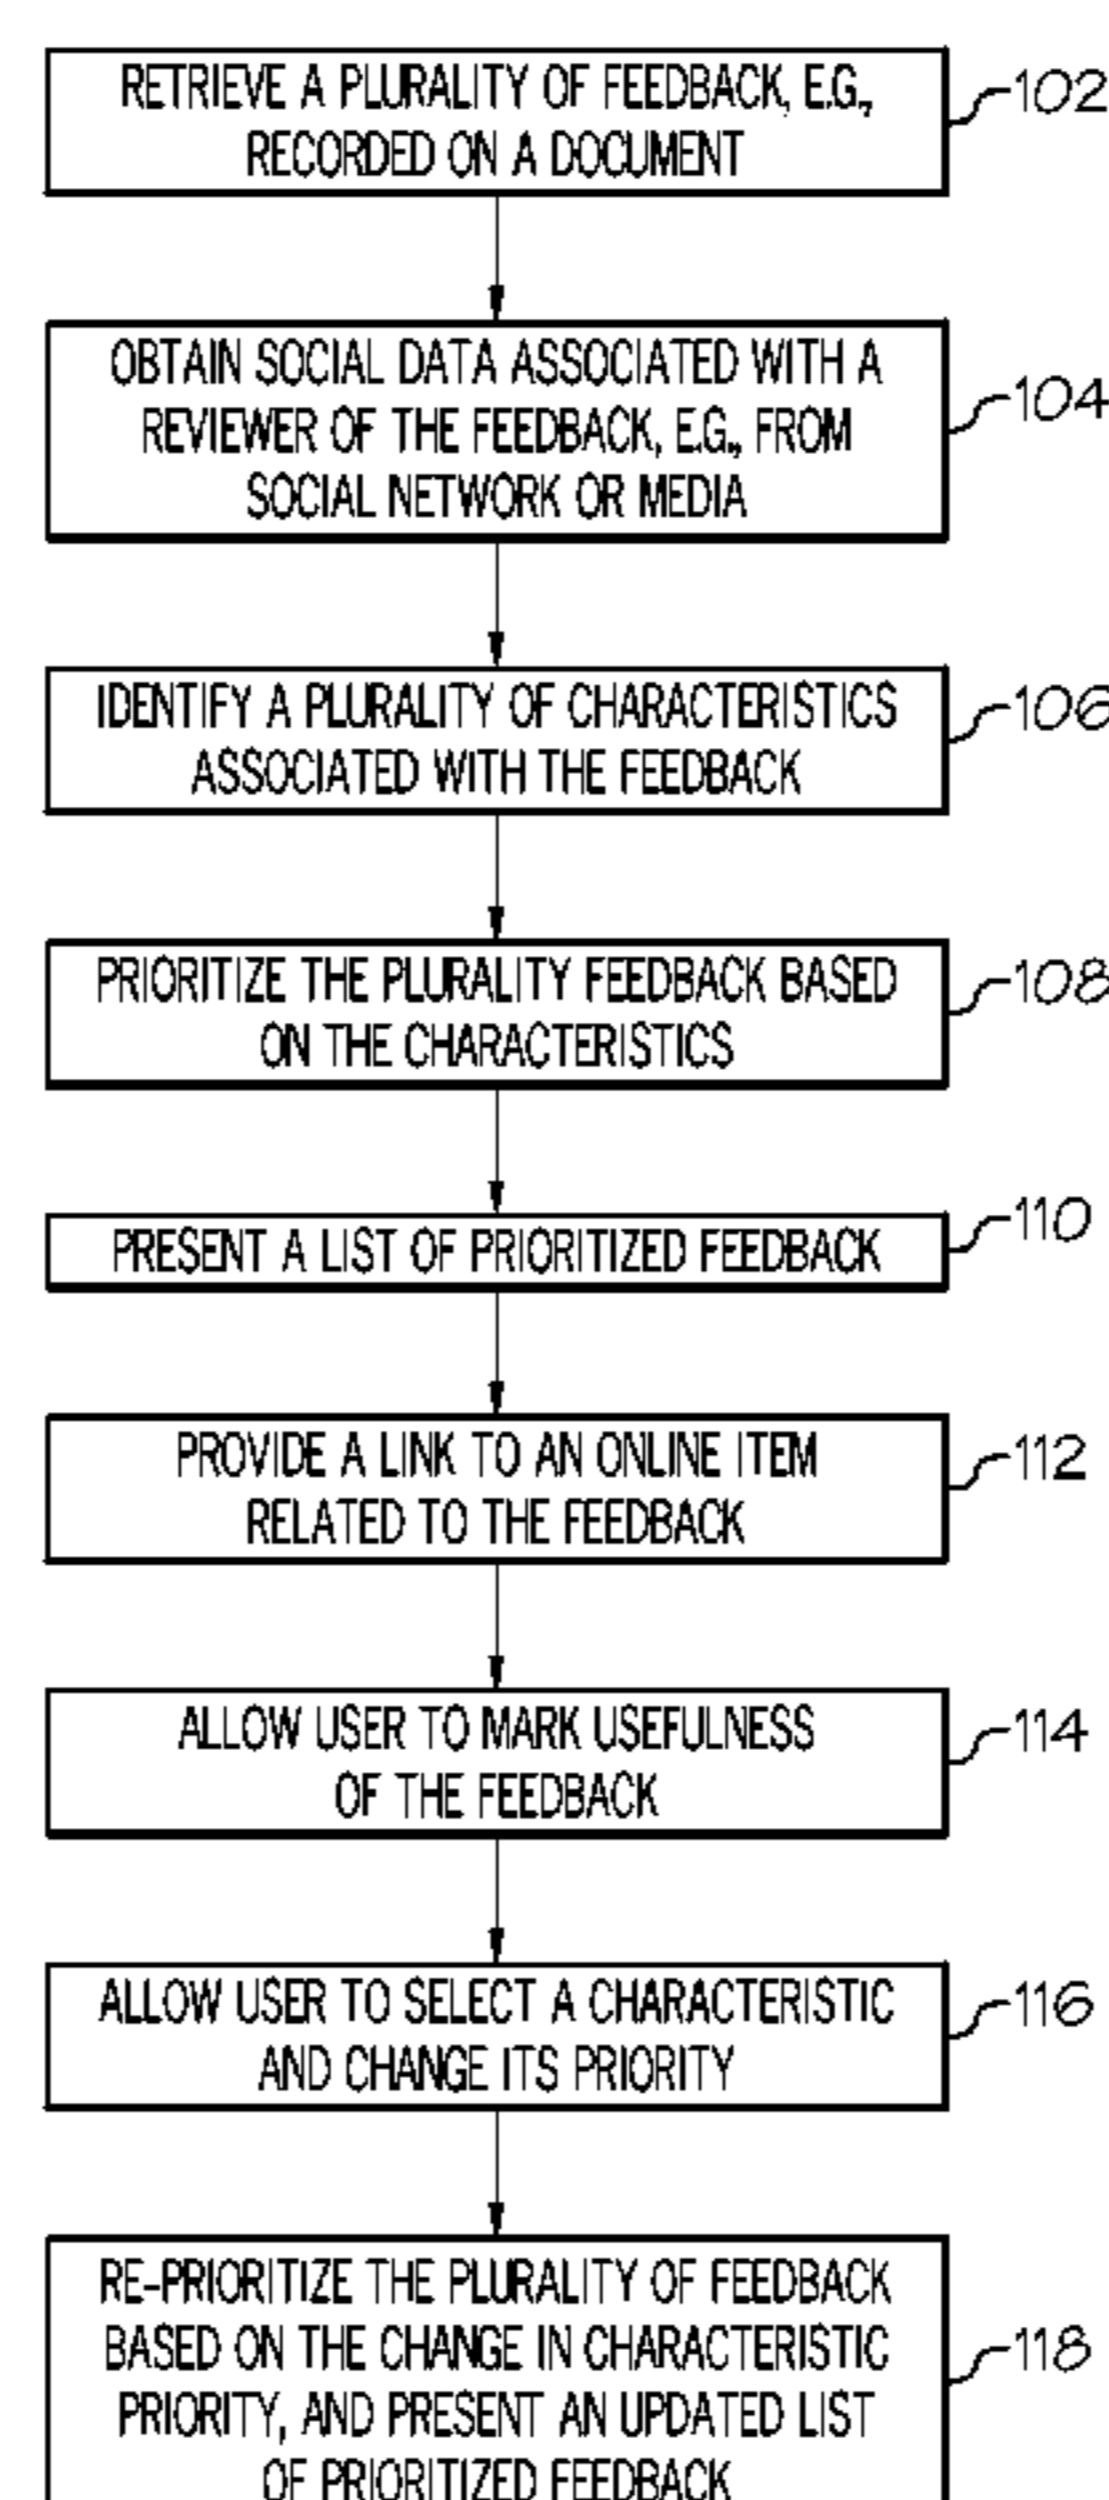 RETRIEVE A PLURALITY OF FEEDBACK, E.G.,
RECORDED ON A DOCUMENT
102
OBTAIN SOCIAL DATA ASSOCIATED WITH A
REVIEWER OF THE FEEDBACK, E.G., FROM
SOCIAL NETWORK OR MEDIA
104
IDENTIFY A PLURALITY OF CHARACTERISTICS
ASSOCIATED WITH THE FEEDBACK
106
PRIORITIZE THE PLURALITY FEEDBACK BASED
ON THE CHARACTERISTICS
108
PRESENT A LIST OF PRIORITIZED FEEDBACK
110
PROVIDE A LINK TO AN ONLINE ITEM
RELATED TO THE FEEDBACK
112
ALLOW USER TO MARK USEFULNESS
OF THE FEEDBACK
114
ALLOW USER TO SELECT A CHARACTERISTIC
AND CHANGE ITS PRIORITY
116
RE-PRIORITIZE THE PLURALITY OF FEEDBACK
BASED ON THE CHANGE IN CHARACTERISTIC
PRIORITY, AND PRESENT AN UPDATED LIST
OF PRIORITIZED FEEDBACK
118